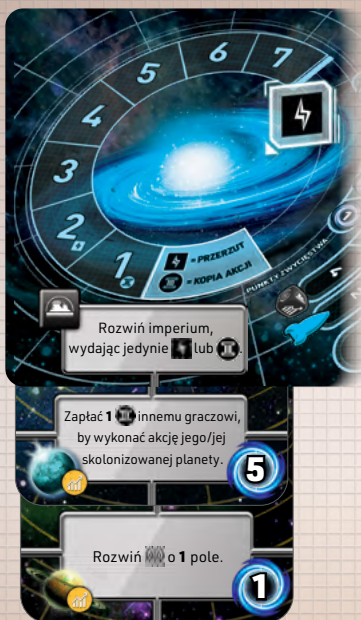 7
6
5
4
3
2
1
= PRZERZUT
= KOPIA AKCJI
PUNKTY ZWYCIĘSTWA
Rozwiń imperium,
wydając jedynie lub .
Zapłać 1 innemu graczowi,
by wykonać akcję jego/jej
skolonizowanej planety.
5
Rozwiń o 1 pole.
1